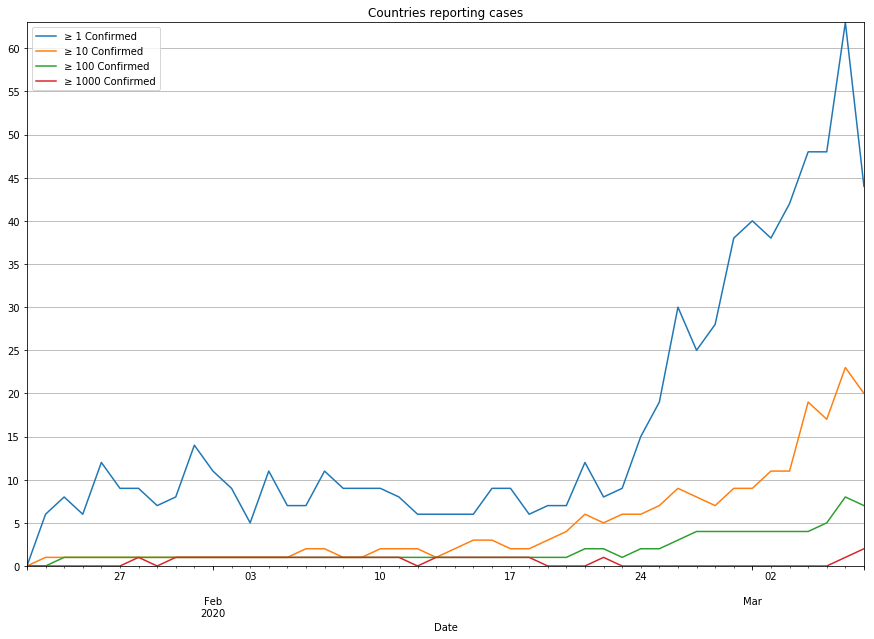 Countries reporting cases
≥ 1 Confirmed
≥ 10 Confirmed
≥ 100 Confirmed
≥ 1000 Confirmed
60
55
50
45
40
35
30
25
20
15
10
5
0
27 03 10 17 24 02
Feb Mar
2020
Date